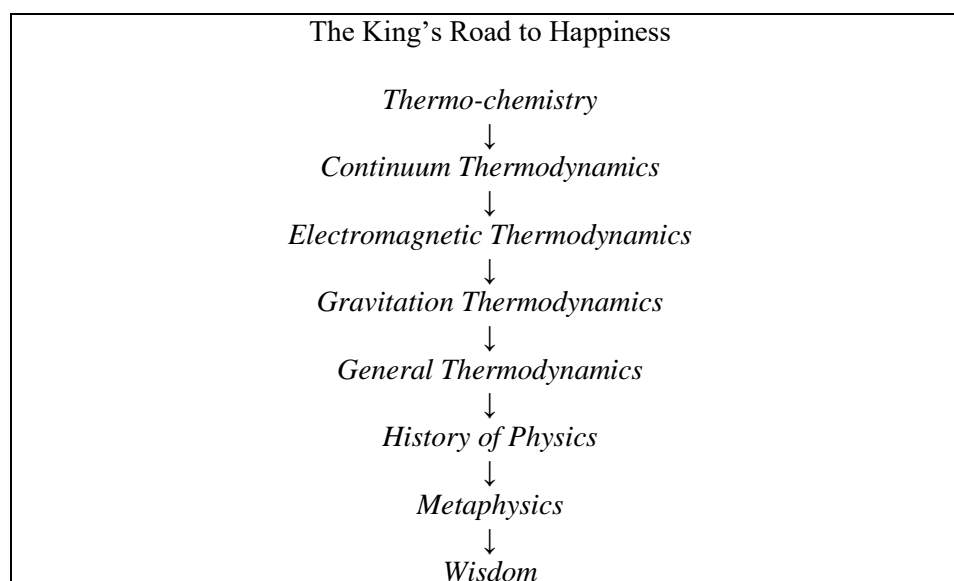 The King’s Road to Happiness
Thermo-chemistry
↓
Continuum Thermodynamics
↓
Electromagnetic Thermodynamics
↓
Gravitation Thermodynamics
↓
General Thermodynamics
↓
History of Physics
↓
Metaphysics
↓
Wisdom